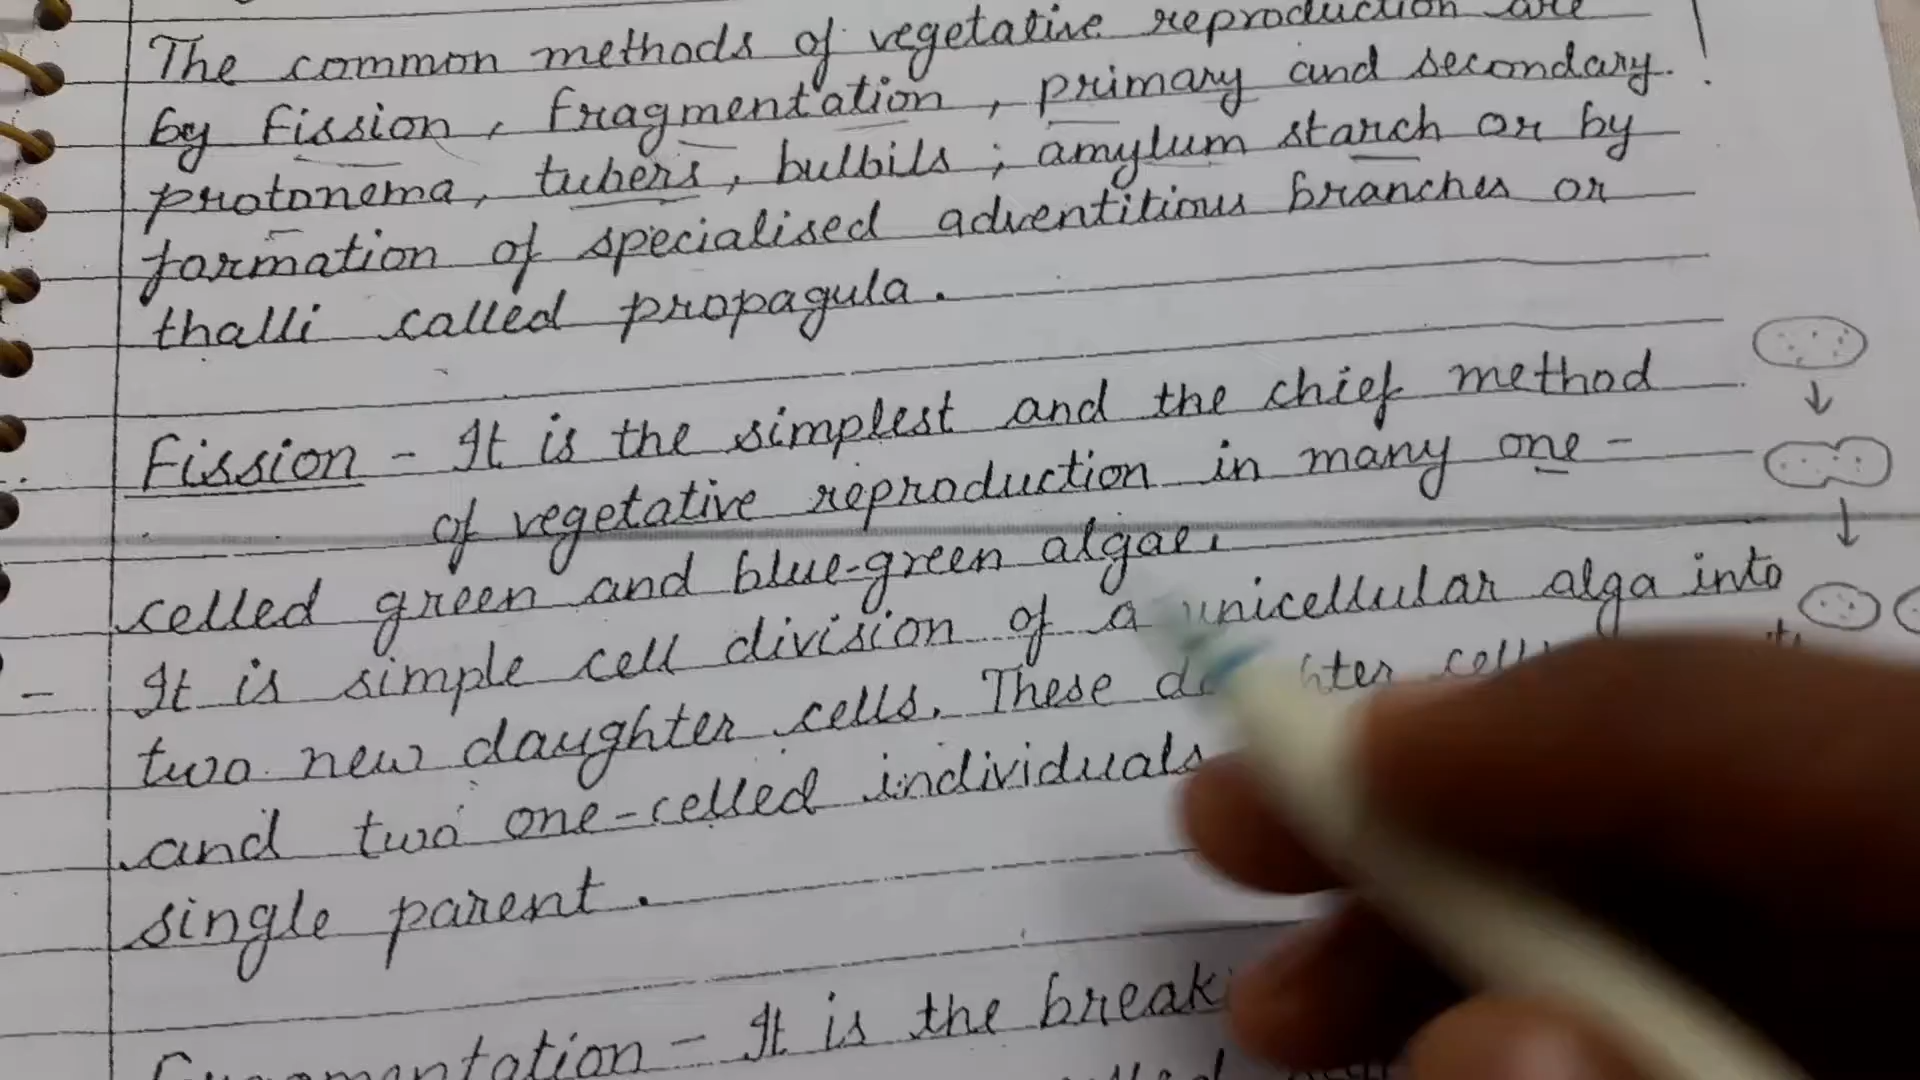 The common methods of vegetative reproduction are
by fission, fragmentation, primary and secondary.
protonema, tubers, bulbils, amylum starch or by
formation of specialised adventitious branches or
thalli called propagula.
Fission - It is the simplest and the chief method
of vegetative reproduction in many one-
celled green and blue-green algae.
It is simple cell division of a unicellular alga into
two new daughter cells. These daughter cells
and two one-celled individuals
single parent.
Fragmentation - It is the